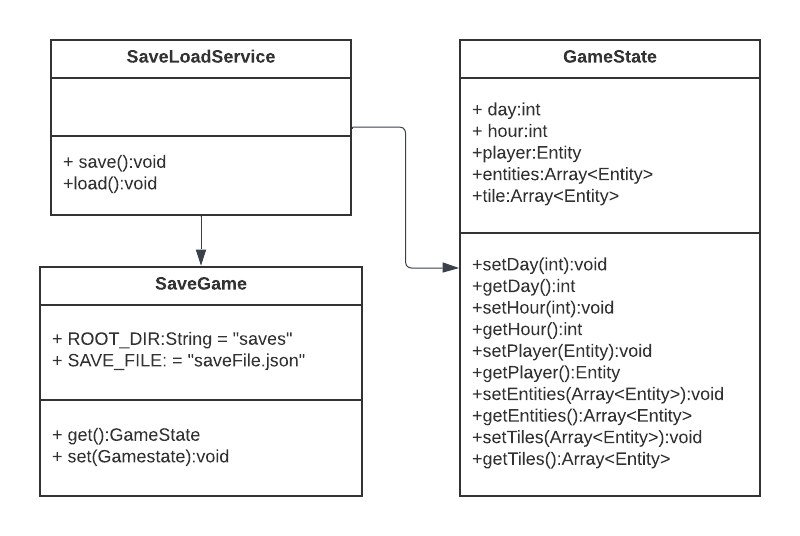 SaveLoadService
+ save():void
+load():void
SaveGame
+ ROOT_DIR:String = "saves"
+ SAVE_FILE: = "saveFile.json"
+ get():GameState
+ set(Gamestate):void
GameState
+ day:int
+ hour:int
+player:Entity
+entities:Array<Entity>
+tile:Array<Entity>
+setDay(int):void
+getDay():int
+setHour(int):void
+getHour():int
+setPlayer(Entity):void
+getPlayer():Entity
+setEntities(Array<Entity>):void
+getEntities():Array<Entity>
+setTiles(Array<Entity>):void
+getTiles():Array<Entity>